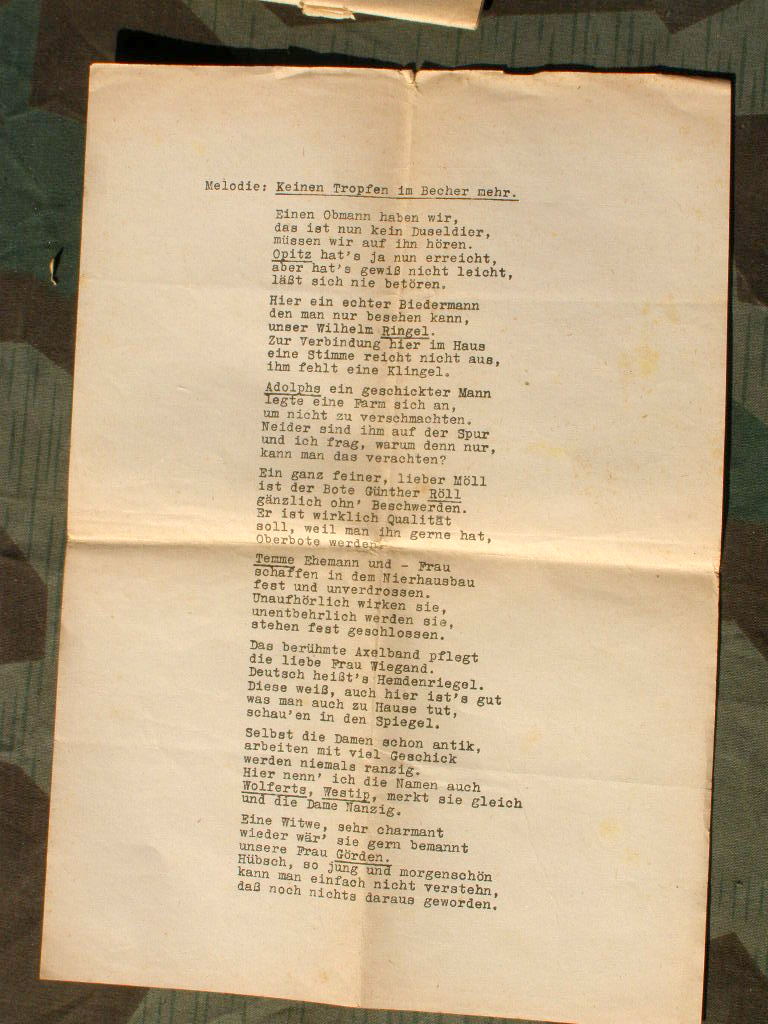 Melodie: Keinen Tropfen im Becher mehr.
Einen Obmann haben wir,
das ist nun kein Duseldier,
müssen wir auf ihn hören.
Opitz hat's ja nun erreicht,
aber hat's gewiß nicht leicht,
läßt sich nie betören.
Hier ein echter Biedermann
den man nur besehen kann,
unser Wilhelm Ringel.
Zur Verbindung hier im Haus
eine Stimme reicht nicht aus,
ihm fehlt eine Klingel.
Adolphs ein geschickter Mann
legte eine Farm sich an,
um nicht zu verschmachten.
Neider sind ihm auf der Spur
und ich frag, warum denn nur,
kann man das verachten?
Ein ganz feiner, lieber Möll
ist der Bote Günther Röll
gänzlich ohn' Beschwerden.
Er ist wirklich Qualität
soll, weil man ihn gerne hat,
Oberbote werden.
Temme Ehemann und - Frau
schaffen in dem Nierhausbau
fest und unverdrossen.
Unaufhörlich wirken sie,
unentbehrlich werden sie,
stehen fest geschlossen.
Das berühmte Axelband pflegt
die liebe Frau Wiegand.
Deutsch heißt's Hemdenriegel.
Diese weiß, auch hier ist's gut
was man auch zu Hause tut,
schau'en in den Spiegel.
Selbst die Damen schon antik,
arbeiten mit viel Geschick
werden niemals ranzig.
Hier nenn' ich die Namen auch
Wolferts, Westip, merkt sie gleich
und die Dame Nanzig.
Eine Witwe, sehr charmant
wieder wär' sie gern bemannt
unsere Frau Görden.
Hübsch, so jung und morgenschön
kann man einfach nicht verstehn,
daß noch nichts daraus geworden.